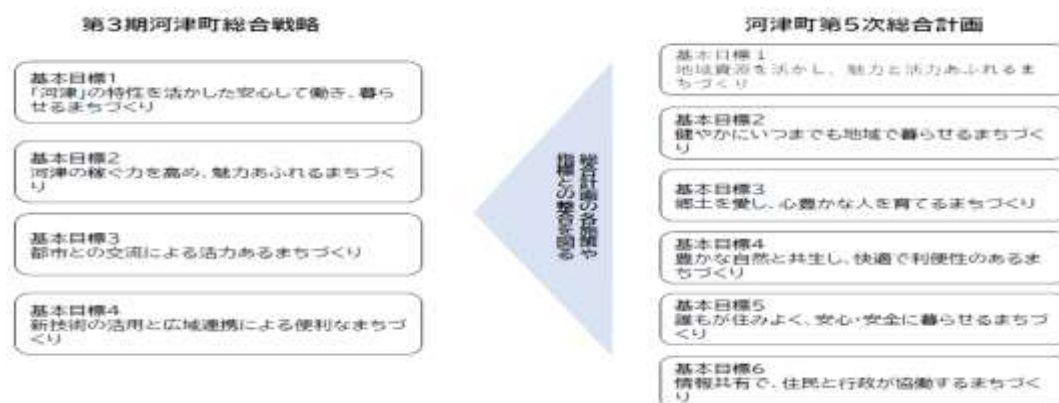 第3期河津町総合戦略
基本目標1
「河津」の特性を活かした安心して働き、暮ら
せるまちづくり
基本目標2
河津の稼ぐ力を高め、魅力あふれるまちづく
り
基本目標3
都市との交流による活力あるまちづくり
基本目標4
新技術の活用と広域連携による便利なまちづ
くり
総合計画の各施策や
指標との整合を図る
河津町第5次総合計画
基本目標1
地域資源を活かし、魅力と活力あふれるま
ちづくり
基本目標2
健やかにいつまでも地域で暮らせるまちづく
り
基本目標3
郷土を愛し、心豊かな人を育てるまちづくり
基本目標4
豊かな自然と共生し、快適で利便性のあるま
ちづくり
基本目標5
誰もが住みよく、安心・安全に暮らせるまちづ
くり
基本目標6
情報共有で、住民と行政が協働するまちづく
り